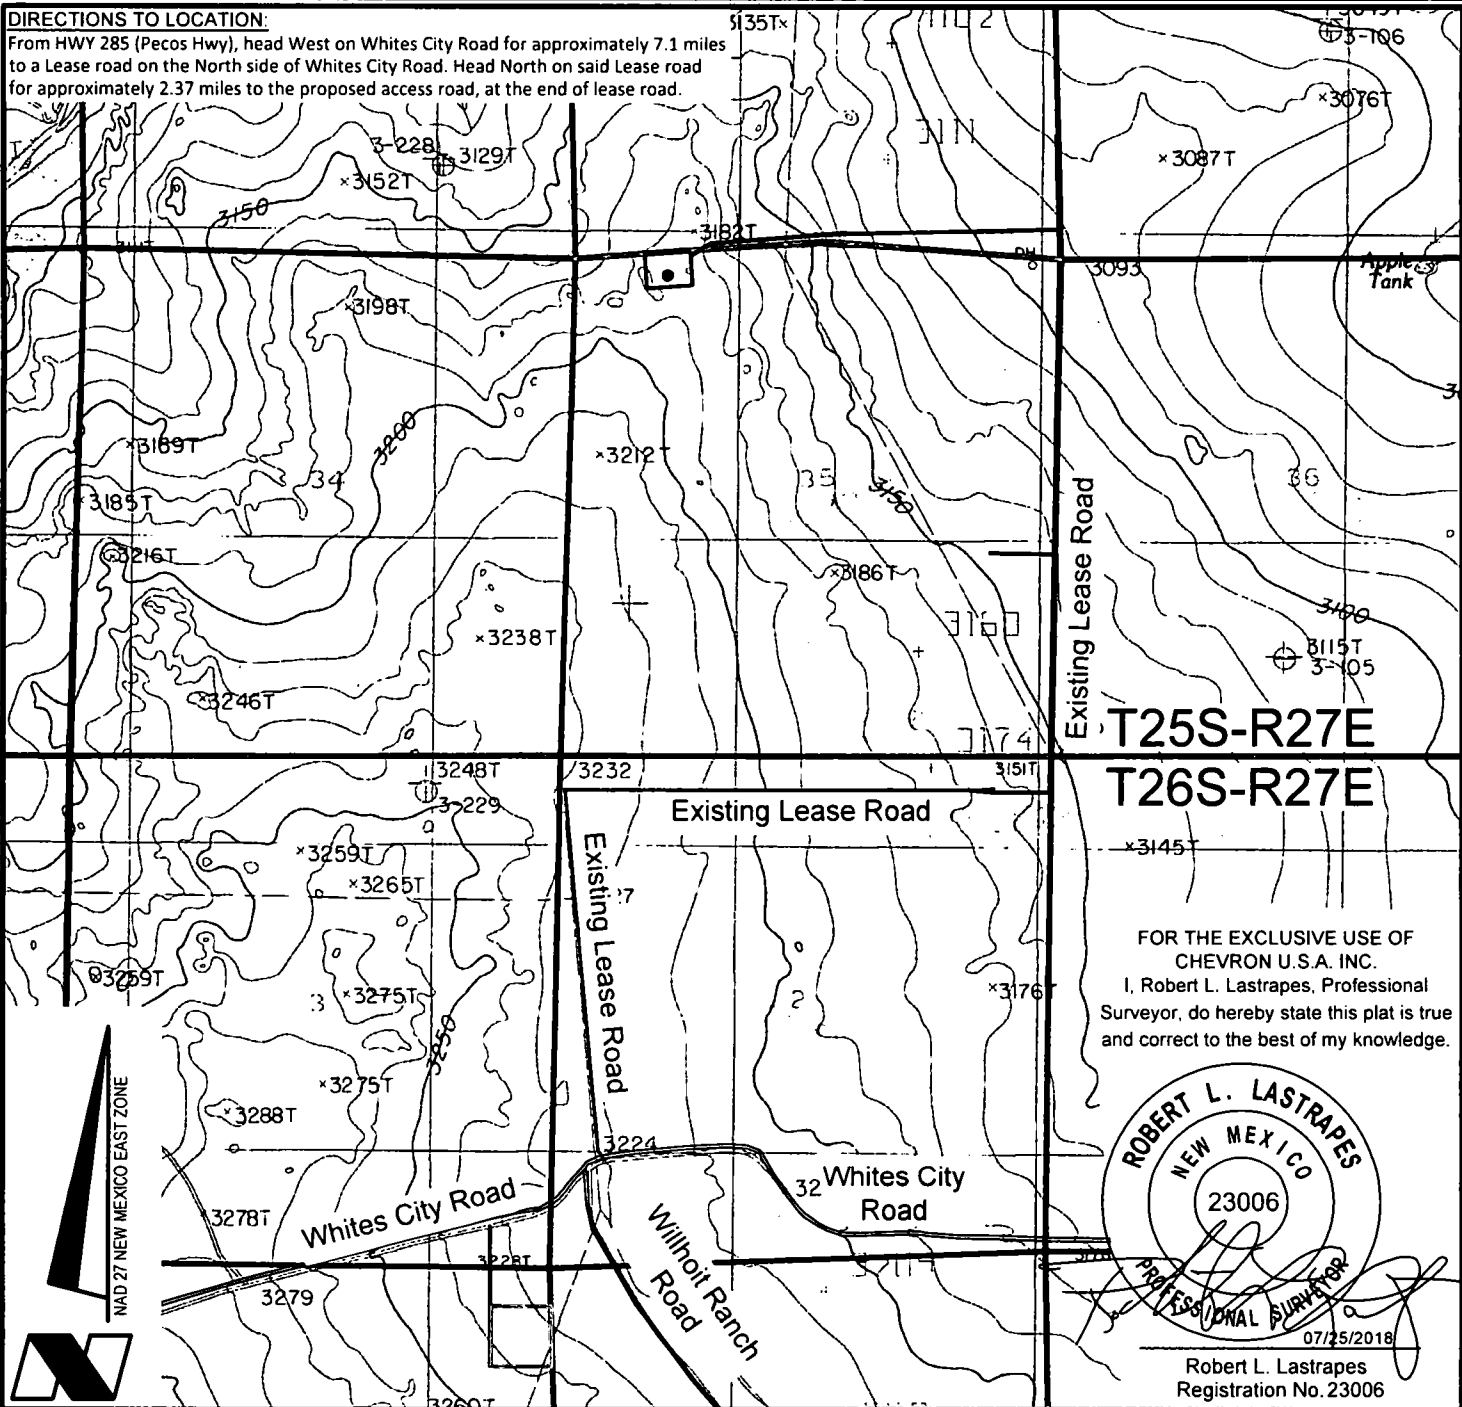 DIRECTIONS TO LOCATION:
From HWY 285 (Pecos Hwy), head West on Whites City Road for approximately 7.1 miles
to a Lease road on the North side of Whites City Road. Head North on said Lease road
for approximately 2.37 miles to the proposed access road, at the end of lease road.
3-106
×3076T
3111
3-228
3129T
×3087T
×3152T
3150
3182T
3093
Apple
Tank
×3198T
3200
×3189T
34
×3212T
35
3150
36
3185T
3216T
×3186T
Existing Lease Road
3100
3160
3115T
3-105
×3238T
×3246T
3174
T25S-R27E
3248T
3232
3151T
T26S-R27E
3-229
Existing Lease Road
×3259T
×3145T
×3265T
Existing Lease Road
FOR THE EXCLUSIVE USE OF
CHEVRON U.S.A. INC.
I, Robert L. Lastrapes, Professional
Surveyor, do hereby state this plat is true
and correct to the best of my knowledge.
3259T
3
×3275T
2
×3176T
3250
×3275T
×3288T
NAD 27 NEW MEXICO EAST ZONE
3224
Whites City
Road
32
Whites City Road
×3278T
Willhoit Ranch
Road
3228T
3279
ROBERT L. LASTRAPES
NEW MEXICO
23006
PROFESSIONAL SURVEYOR
07/25/2018
Robert L. Lastrapes
Registration No. 23006
N
3260T